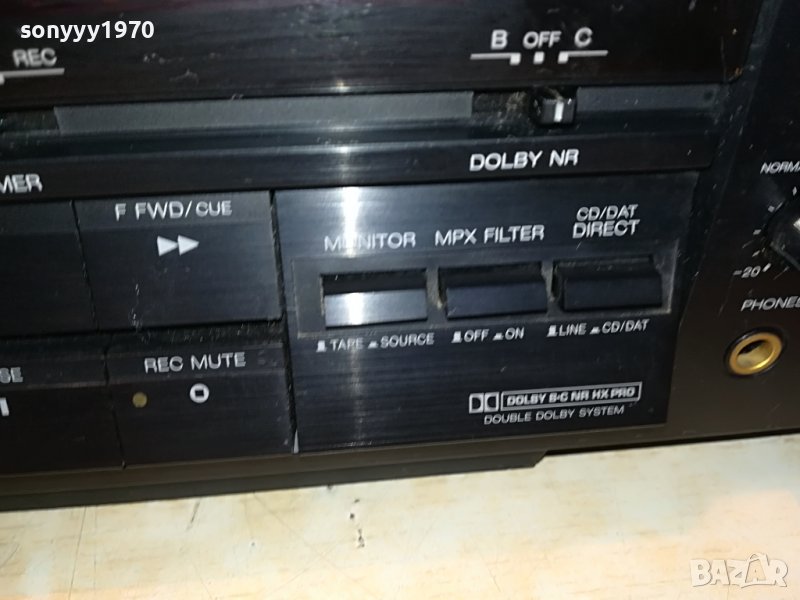 sonyyy1970
REC
B OFF C
DOLBY NR
MER
F FWD/CUE
MONITOR
MPX FILTER
CD/DAT
DIRECT
NORMA
-20
PHONES
TAPE SOURCE
OFF ON
LINE CD/DAT
SE
REC MUTE
DOLBY B-C NR HX PRO
DOUBLE DOLBY SYSTEM
BAZAR